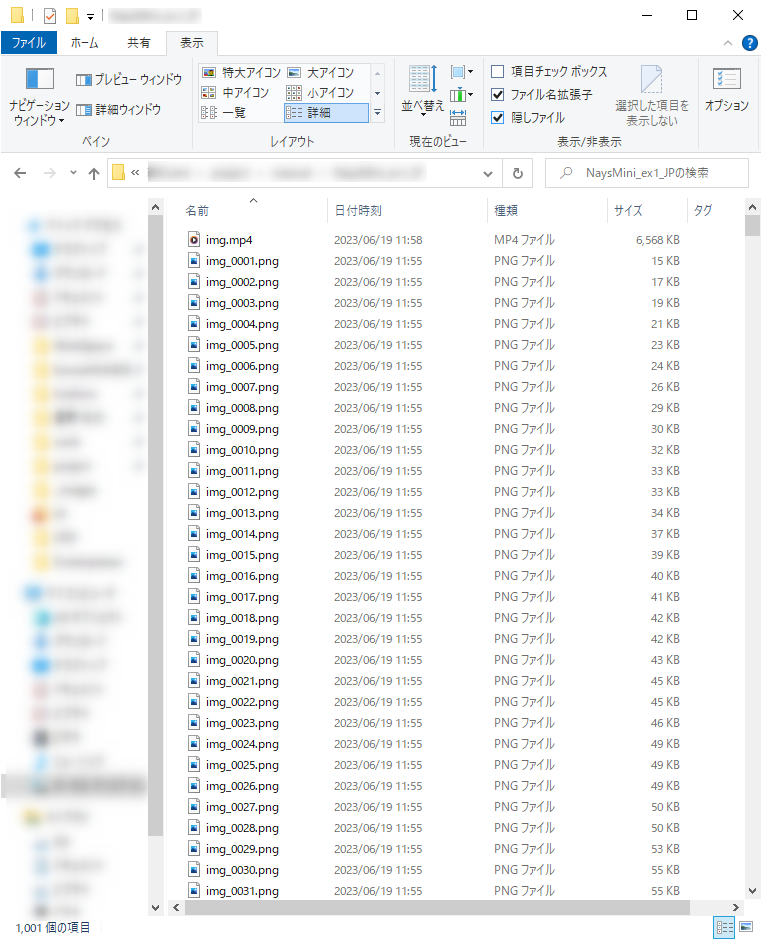 ファイル ホーム 共有 表示
ナビゲーション ウィンドウ
プレビュー ウィンドウ
詳細ウィンドウ
ペイン
特大アイコン 大アイコン
中アイコン 小アイコン
一覧 詳細
レイアウト
並べ替え
現在のビュー
項目チェック ボックス
ファイル名拡張子
隠しファイル
選択した項目を
表示しない
表示/非表示
オプション
« NaysMini_ex1_JPの検索
名前 日付時刻 種類 サイズ タグ
img.mp4 2023/06/19 11:58 MP4 ファイル 6,568 KB
img_0001.png 2023/06/19 11:55 PNG ファイル 15 KB
img_0002.png 2023/06/19 11:55 PNG ファイル 17 KB
img_0003.png 2023/06/19 11:55 PNG ファイル 19 KB
img_0004.png 2023/06/19 11:55 PNG ファイル 21 KB
img_0005.png 2023/06/19 11:55 PNG ファイル 23 KB
img_0006.png 2023/06/19 11:55 PNG ファイル 24 KB
img_0007.png 2023/06/19 11:55 PNG ファイル 26 KB
img_0008.png 2023/06/19 11:55 PNG ファイル 29 KB
img_0009.png 2023/06/19 11:55 PNG ファイル 30 KB
img_0010.png 2023/06/19 11:55 PNG ファイル 32 KB
img_0011.png 2023/06/19 11:55 PNG ファイル 33 KB
img_0012.png 2023/06/19 11:55 PNG ファイル 33 KB
img_0013.png 2023/06/19 11:55 PNG ファイル 34 KB
img_0014.png 2023/06/19 11:55 PNG ファイル 37 KB
img_0015.png 2023/06/19 11:55 PNG ファイル 39 KB
img_0016.png 2023/06/19 11:55 PNG ファイル 40 KB
img_0017.png 2023/06/19 11:55 PNG ファイル 41 KB
img_0018.png 2023/06/19 11:55 PNG ファイル 42 KB
img_0019.png 2023/06/19 11:55 PNG ファイル 42 KB
img_0020.png 2023/06/19 11:55 PNG ファイル 43 KB
img_0021.png 2023/06/19 11:55 PNG ファイル 45 KB
img_0022.png 2023/06/19 11:55 PNG ファイル 45 KB
img_0023.png 2023/06/19 11:55 PNG ファイル 46 KB
img_0024.png 2023/06/19 11:55 PNG ファイル 49 KB
img_0025.png 2023/06/19 11:55 PNG ファイル 49 KB
img_0026.png 2023/06/19 11:55 PNG ファイル 49 KB
img_0027.png 2023/06/19 11:55 PNG ファイル 50 KB
img_0028.png 2023/06/19 11:55 PNG ファイル 50 KB
img_0029.png 2023/06/19 11:55 PNG ファイル 53 KB
img_0030.png 2023/06/19 11:55 PNG ファイル 55 KB
img_0031.png 2023/06/19 11:55 PNG ファイル 55 KB
1,001 個の項目